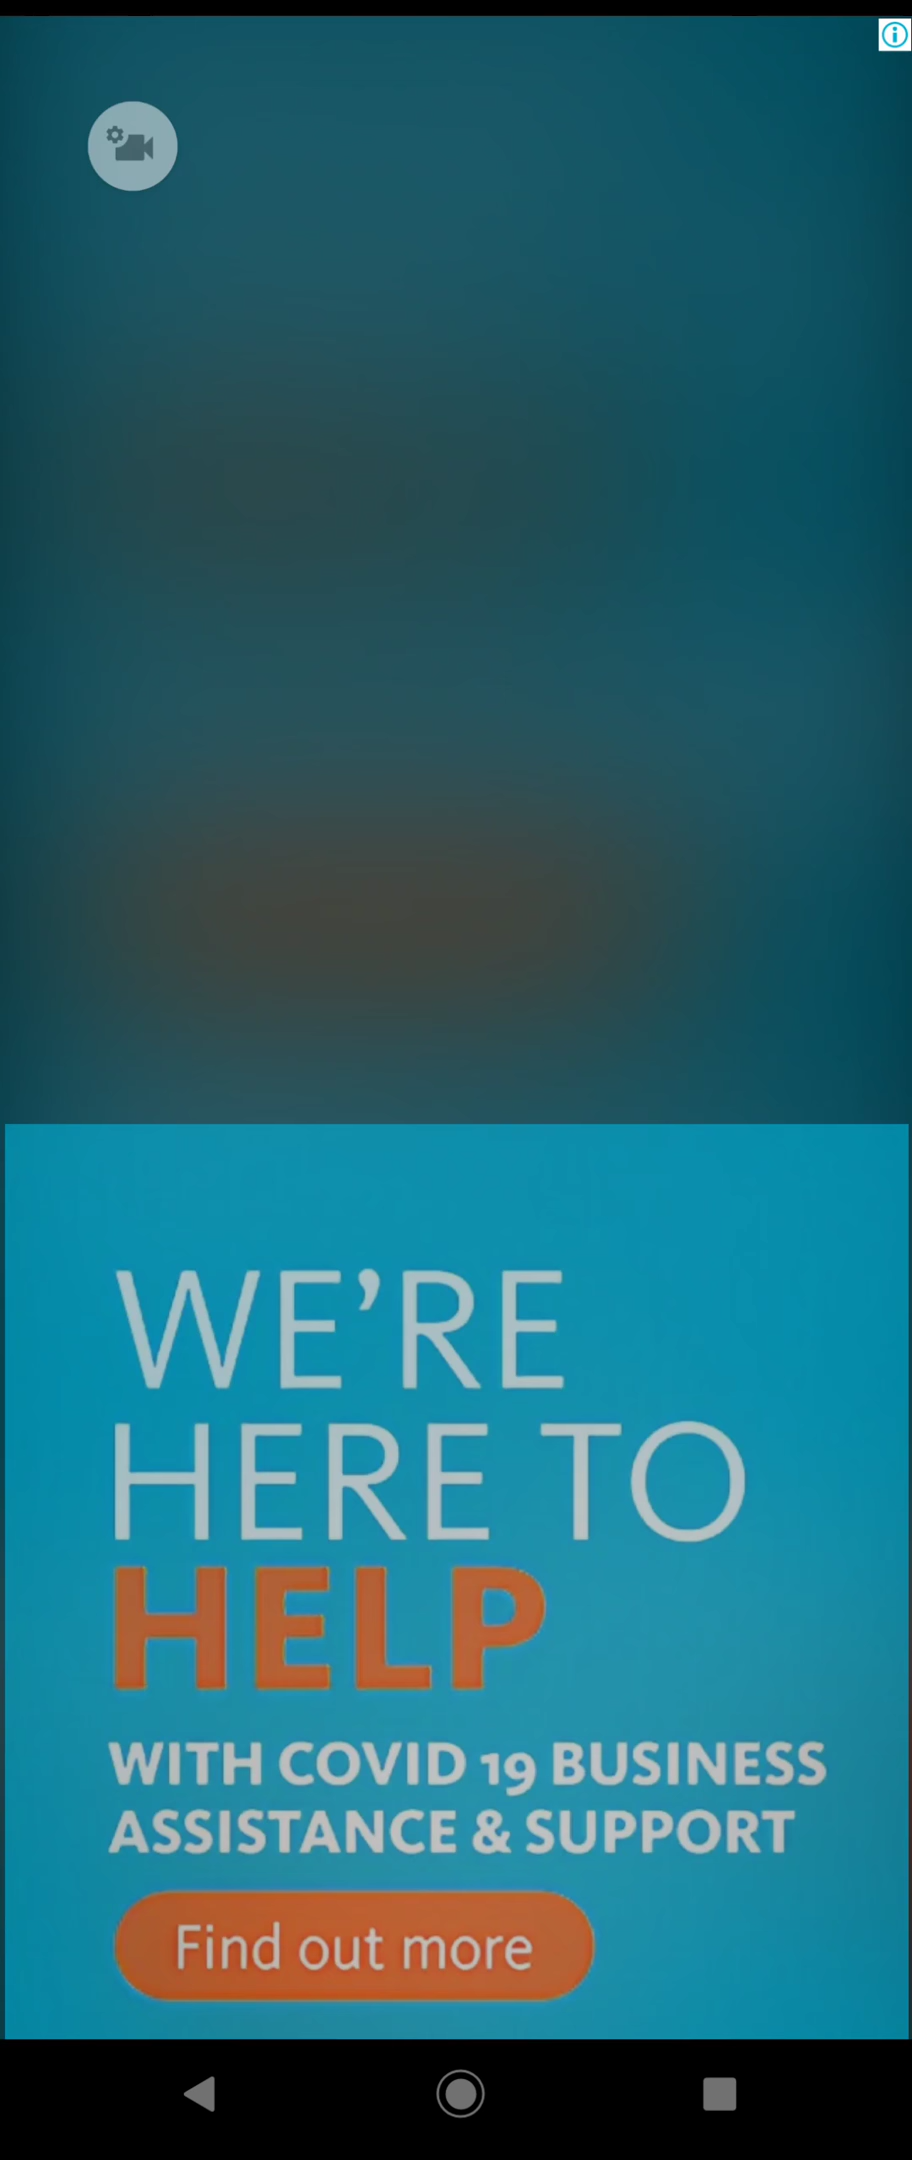 WE’RE
HERE TO
HELP
WITH COVID 19 BUSINESS
ASSISTANCE & SUPPORT
Find out more